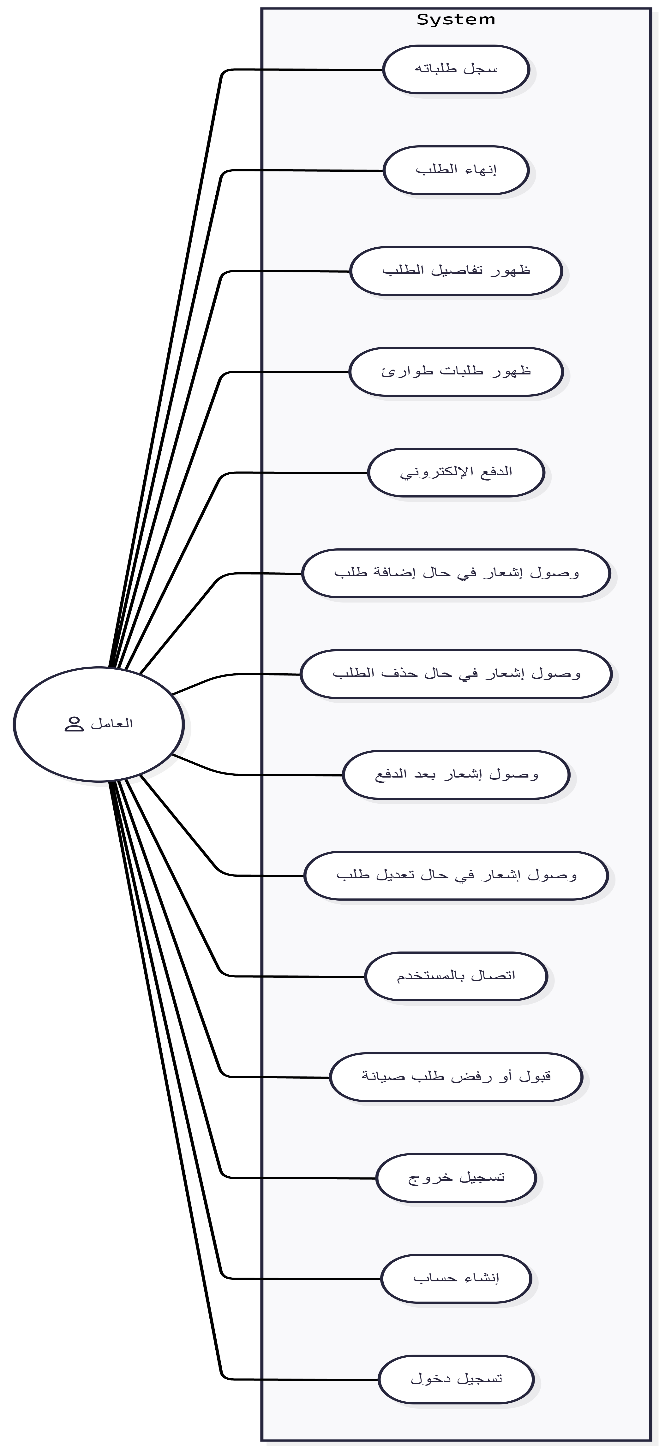 System
سجل طلباته
إنهاء الطلب
ظهور تفاصيل الطلب
ظهور طلبات طوارئ
الدفع الإلكتروني
وصول إشعار في حال إضافة طلب
وصول إشعار في حال حذف الطلب
العامل
وصول إشعار بعد الدفع
وصول إشعار في حال تعديل طلب
اتصال بالمستخدم
قبول أو رفض طلب صيانة
تسجيل خروج
إنشاء حساب
تسجيل دخول